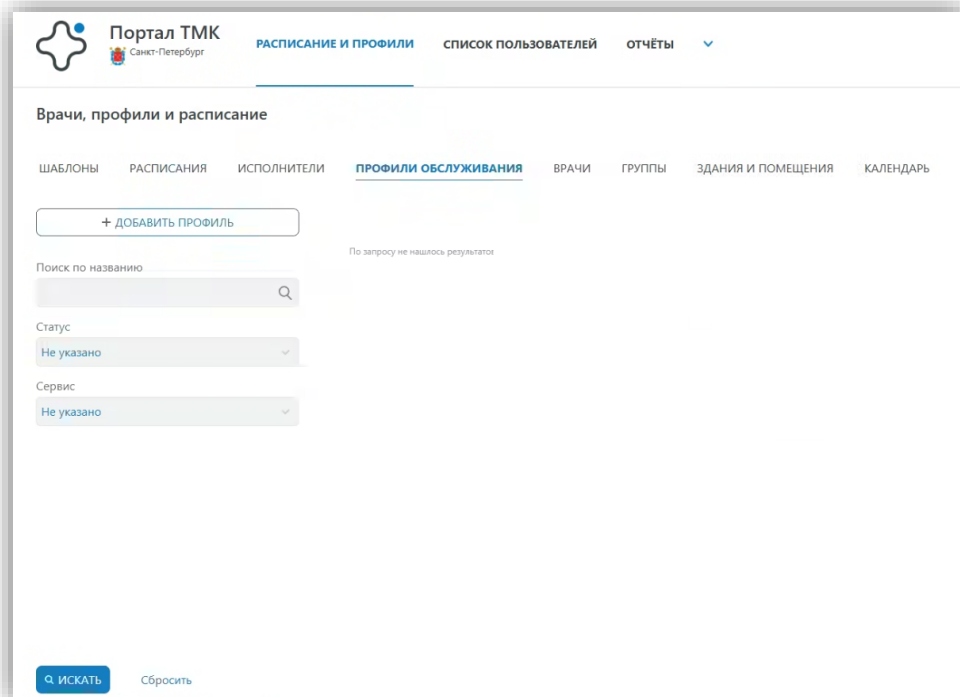 Портал ТМК
Санкт-Петербург
РАСПИСАНИЕ И ПРОФИЛИ СПИСОК ПОЛЬЗОВАТЕЛЕЙ ОТЧЁТЫ
Врачи, профили и расписание
ШАБЛОНЫ РАСПИСАНИЯ ИСПОЛНИТЕЛИ ПРОФИЛИ ОБСЛУЖИВАНИЯ ВРАЧИ ГРУППЫ ЗДАНИЯ И ПОМЕЩЕНИЯ КАЛЕНДАРЬ
+ ДОБАВИТЬ ПРОФИЛЬ
По запросу не нашлось результатов
Поиск по названию
Статус
Не указано
Сервис
Не указано
ИСКАТЬ Сбросить